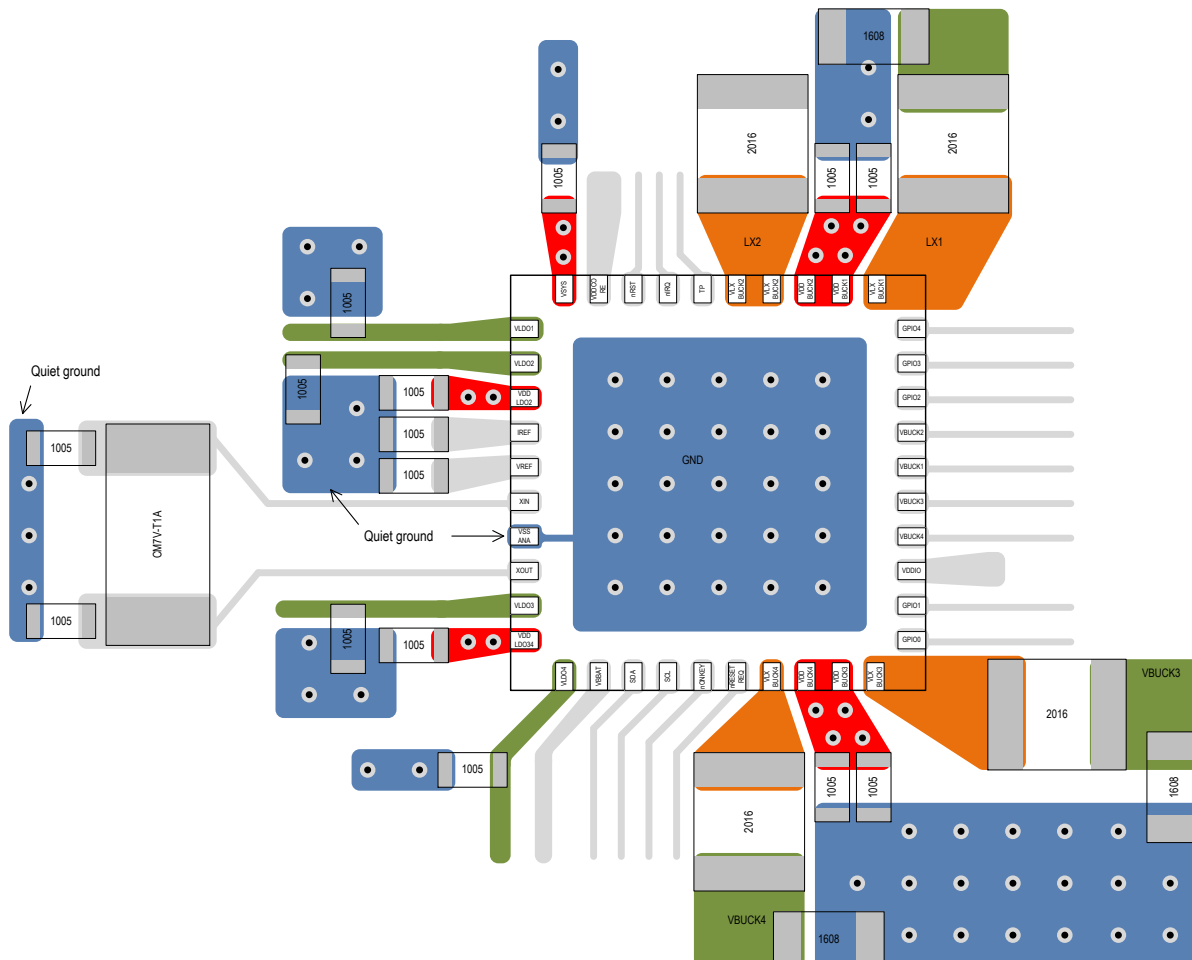 1608
2016
2016
1005
1005
1005
LX2
LX1
VSYS
VDDCO
RE
nRST
nIRQ
TP
VLX
BUCK2
VLX
BUCK2
VDD
BUCK2
VDD
BUCK1
VLX
BUCK1
1005
VLDO1
GPIO4
Quiet ground
1005
VLDO2
GPIO3
1005
VDD
LDO2
GPIO2
1005
1005
IREF
VBUCK2
GND
1005
VREF
VBUCK1
XIN
VBUCK3
CM7V-T1A
Quiet ground
VSS
ANA
VBUCK4
XOUT
VDDIO
1005
VLDO3
GPIO1
1005
1005
VDD
LDO34
GPIO0
VLDO4
VBBAT
SDA
SCL
nONKEY
nRESET
REQ
VLX
BUCK4
VDD
BUCK4
VDD
BUCK3
VLX
BUCK3
VBUCK3
2016
1005
1005
1005
1608
2016
VBUCK4
1608